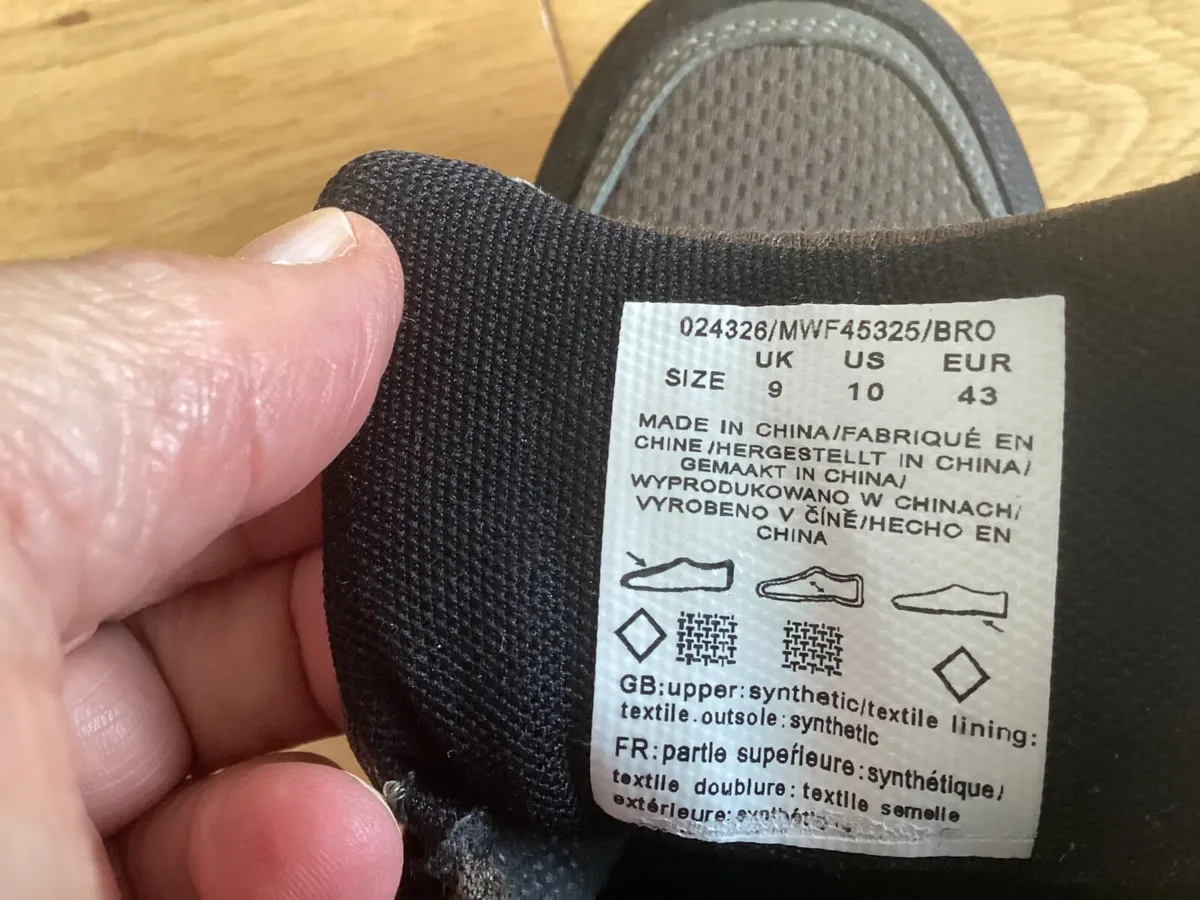 024326/MWF45325/BRO
UK US EUR
SIZE 9 10 43
MADE IN CHINA/FABRIQUÉ EN
CHINE/HERGESTELLT IN CHINA/
GEMAAKT IN CHINA/
WYPRODUKOWANO W CHINACH/
VYROBENO V ČÍNĚ/HECHO EN
CHINA
GB:upper:synthetic/textile lining:
textile.outsole:synthetic
FR:partie supeŕieure:synthétique/
textile doublure:textile semelle
extérieure: